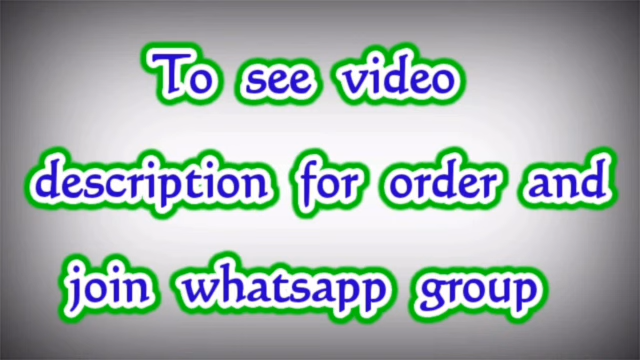 To see video
description for order and
join whatsapp group